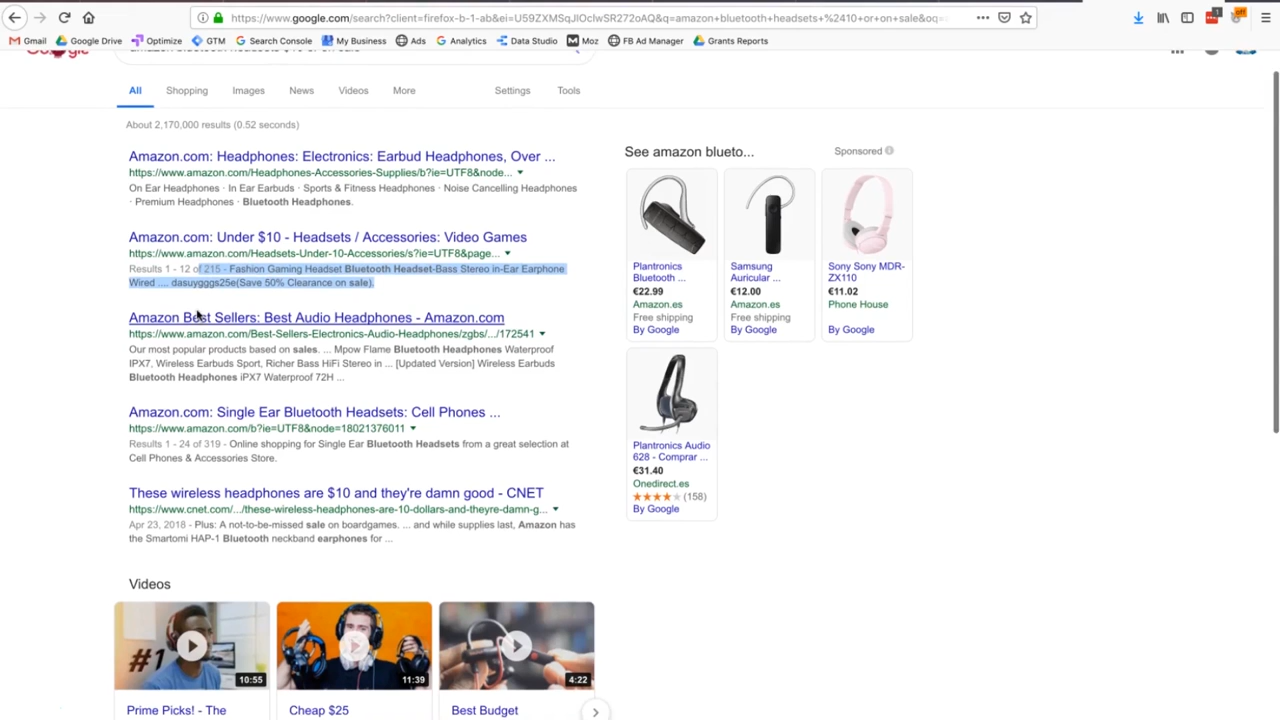 https://www.google.com/search?client=firefox-b-1-ab&ei=U59ZXMSqJIOclwSR272oAQ&q=amazon+bluetooth+headsets+%2410+or+on+sale&oq=
Gmail Google Drive Optimize GTM Search Console My Business Ads Analytics Data Studio Moz FB Ad Manager Grants Reports
All Shopping Images News Videos More Settings Tools
About 2,170,000 results (0.52 seconds)
Amazon.com: Headphones: Electronics: Earbud Headphones, Over ...
https://www.amazon.com/Headphones-Accessories-Supplies/b?ie=UTF8&node...
On Ear Headphones · In Ear Earbuds · Sports & Fitness Headphones · Noise Cancelling Headphones
· Premium Headphones · Bluetooth Headphones.
Amazon.com: Under $10 - Headsets / Accessories: Video Games
https://www.amazon.com/Headsets-Under-10-Accessories/s?ie=UTF8&page...
Results 1 - 12 of 215 - Fashion Gaming Headset Bluetooth Headset-Bass Stereo in-Ear Earphone
Wired .... dasuygggs25e(Save 50% Clearance on sale).
Amazon Best Sellers: Best Audio Headphones - Amazon.com
https://www.amazon.com/Best-Sellers-Electronics-Audio-Headphones/zgbs/.../172541
Our most popular products based on sales. ... Mpow Flame Bluetooth Headphones Waterproof
IPX7, Wireless Earbuds Sport, Richer Bass HiFi Stereo in ... [Updated Version] Wireless Earbuds
Bluetooth Headphones iPX7 Waterproof 72H ...
Amazon.com: Single Ear Bluetooth Headsets: Cell Phones ...
https://www.amazon.com/b?ie=UTF8&node=18021376011
Results 1 - 24 of 319 - Online shopping for Single Ear Bluetooth Headsets from a great selection at
Cell Phones & Accessories Store.
These wireless headphones are $10 and they're damn good - CNET
https://www.cnet.com/.../these-wireless-headphones-are-10-dollars-and-theyre-damn-g...
Apr 23, 2018 - Plus: A not-to-be-missed sale on boardgames. ... and while supplies last, Amazon has
the Smartomi HAP-1 Bluetooth neckband earphones for ...
Videos
#1
10:55
11:39
4:22
Prime Picks! - The
Cheap $25
Best Budget
See amazon blueto...
Sponsored
Plantronics
Bluetooth ...
€22.99
Amazon.es
Free shipping
By Google
Samsung
Auricular ...
€12.00
Amazon.es
Free shipping
By Google
Sony Sony MDR-
ZX110
€11.02
Phone House
By Google
Plantronics Audio
628 - Comprar ...
€31.40
Onedirect.es
(158)
By Google